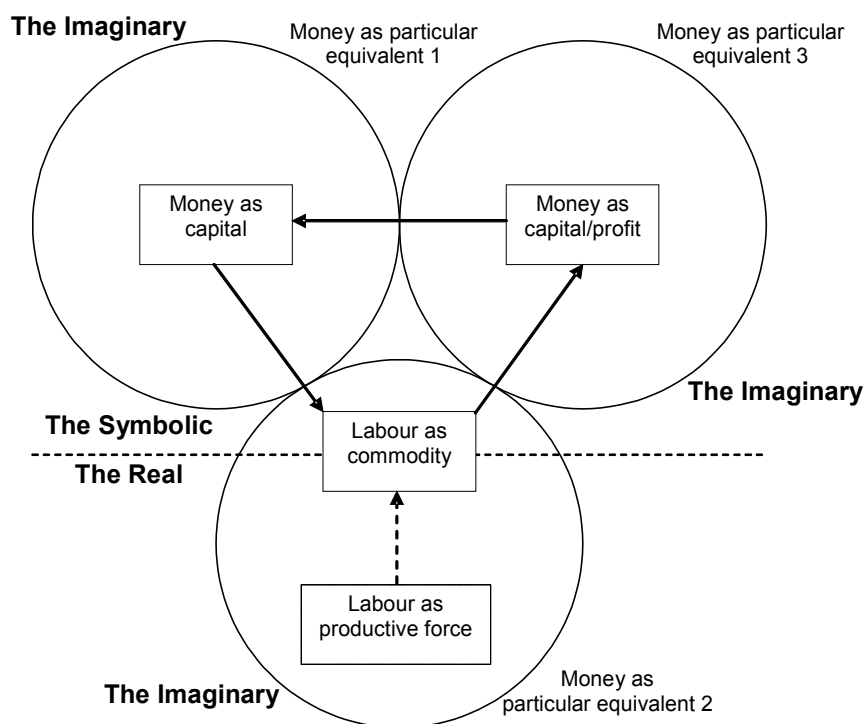 The Imaginary
Money as particular
equivalent 1
Money as particular
equivalent 3
Money as
capital
Money as
capital/profit
The Imaginary
The Symbolic
Labour as
commodity
The Real
Labour as
productive force
The Imaginary
Money as
particular equivalent 2